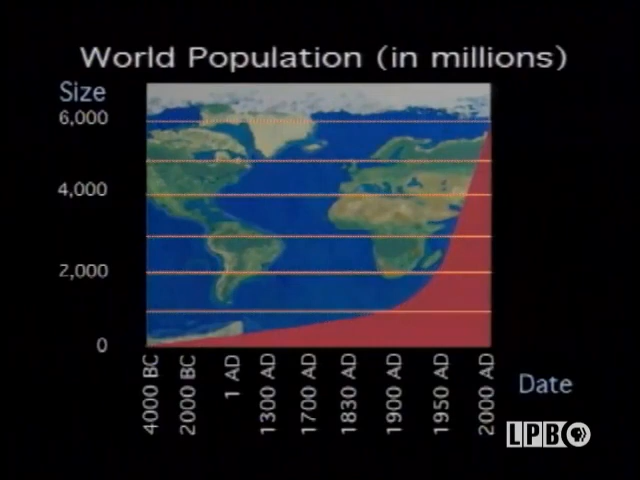 World Population (in millions)
Size
6,000
4,000
2,000
0
4000 BC
2000 BC
1 AD
1300 AD
1700 AD
1830 AD
1900 AD
1950 AD
2000 AD
Date
LPB